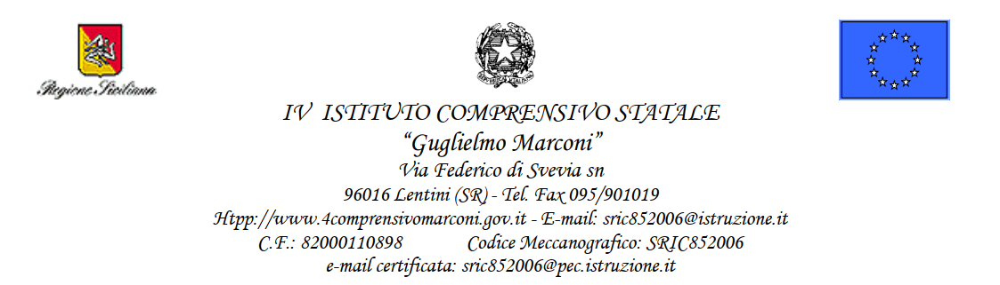 Regione Siciliana
REPVBBLICA ITALIANA
IV ISTITUTO COMPRENSIVO STATALE
“Guglielmo Marconi”
Via Federico di Svevia sn
96016 Lentini (SR) - Tel. Fax 095/901019
Htpp://www.4comprensivomarconi.gov.it - E-mail: sric852006@istruzione.it
C.F.: 82000110898 Codice Meccanografico: SRIC852006
e-mail certificata: sric852006@pec.istruzione.it